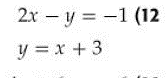 2x − y = −1 (12
y = x + 3